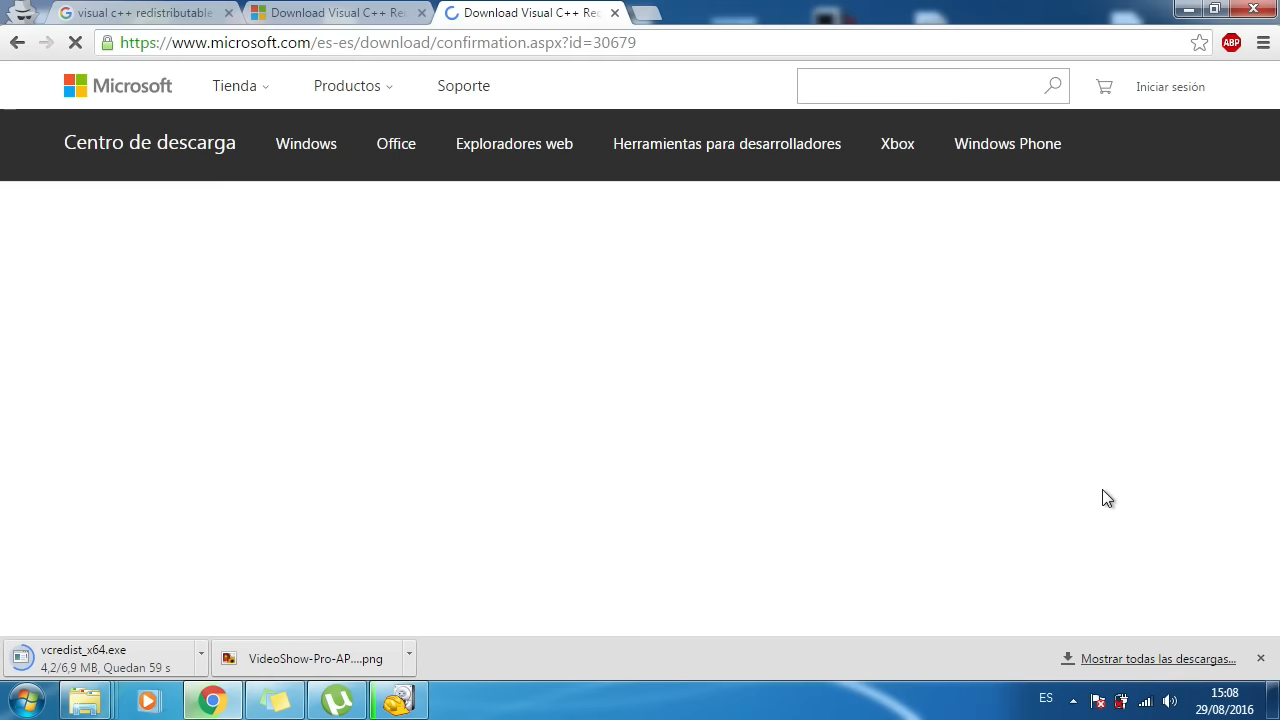 visual c++ redistributable
Download Visual C++ Rec
Download Visual C++ Rec
https://www.microsoft.com/es-es/download/confirmation.aspx?id=30679
ABP
Microsoft
Tienda
Productos
Soporte
Iniciar sesión
Centro de descarga
Windows
Office
Exploradores web
Herramientas para desarrolladores
Xbox
Windows Phone
vcredist_x64.exe
4,2/6,9 MB, Quedan 59 s
VideoShow-Pro-AP....png
Mostrar todas las descargas...
ES
15:08
29/08/2016